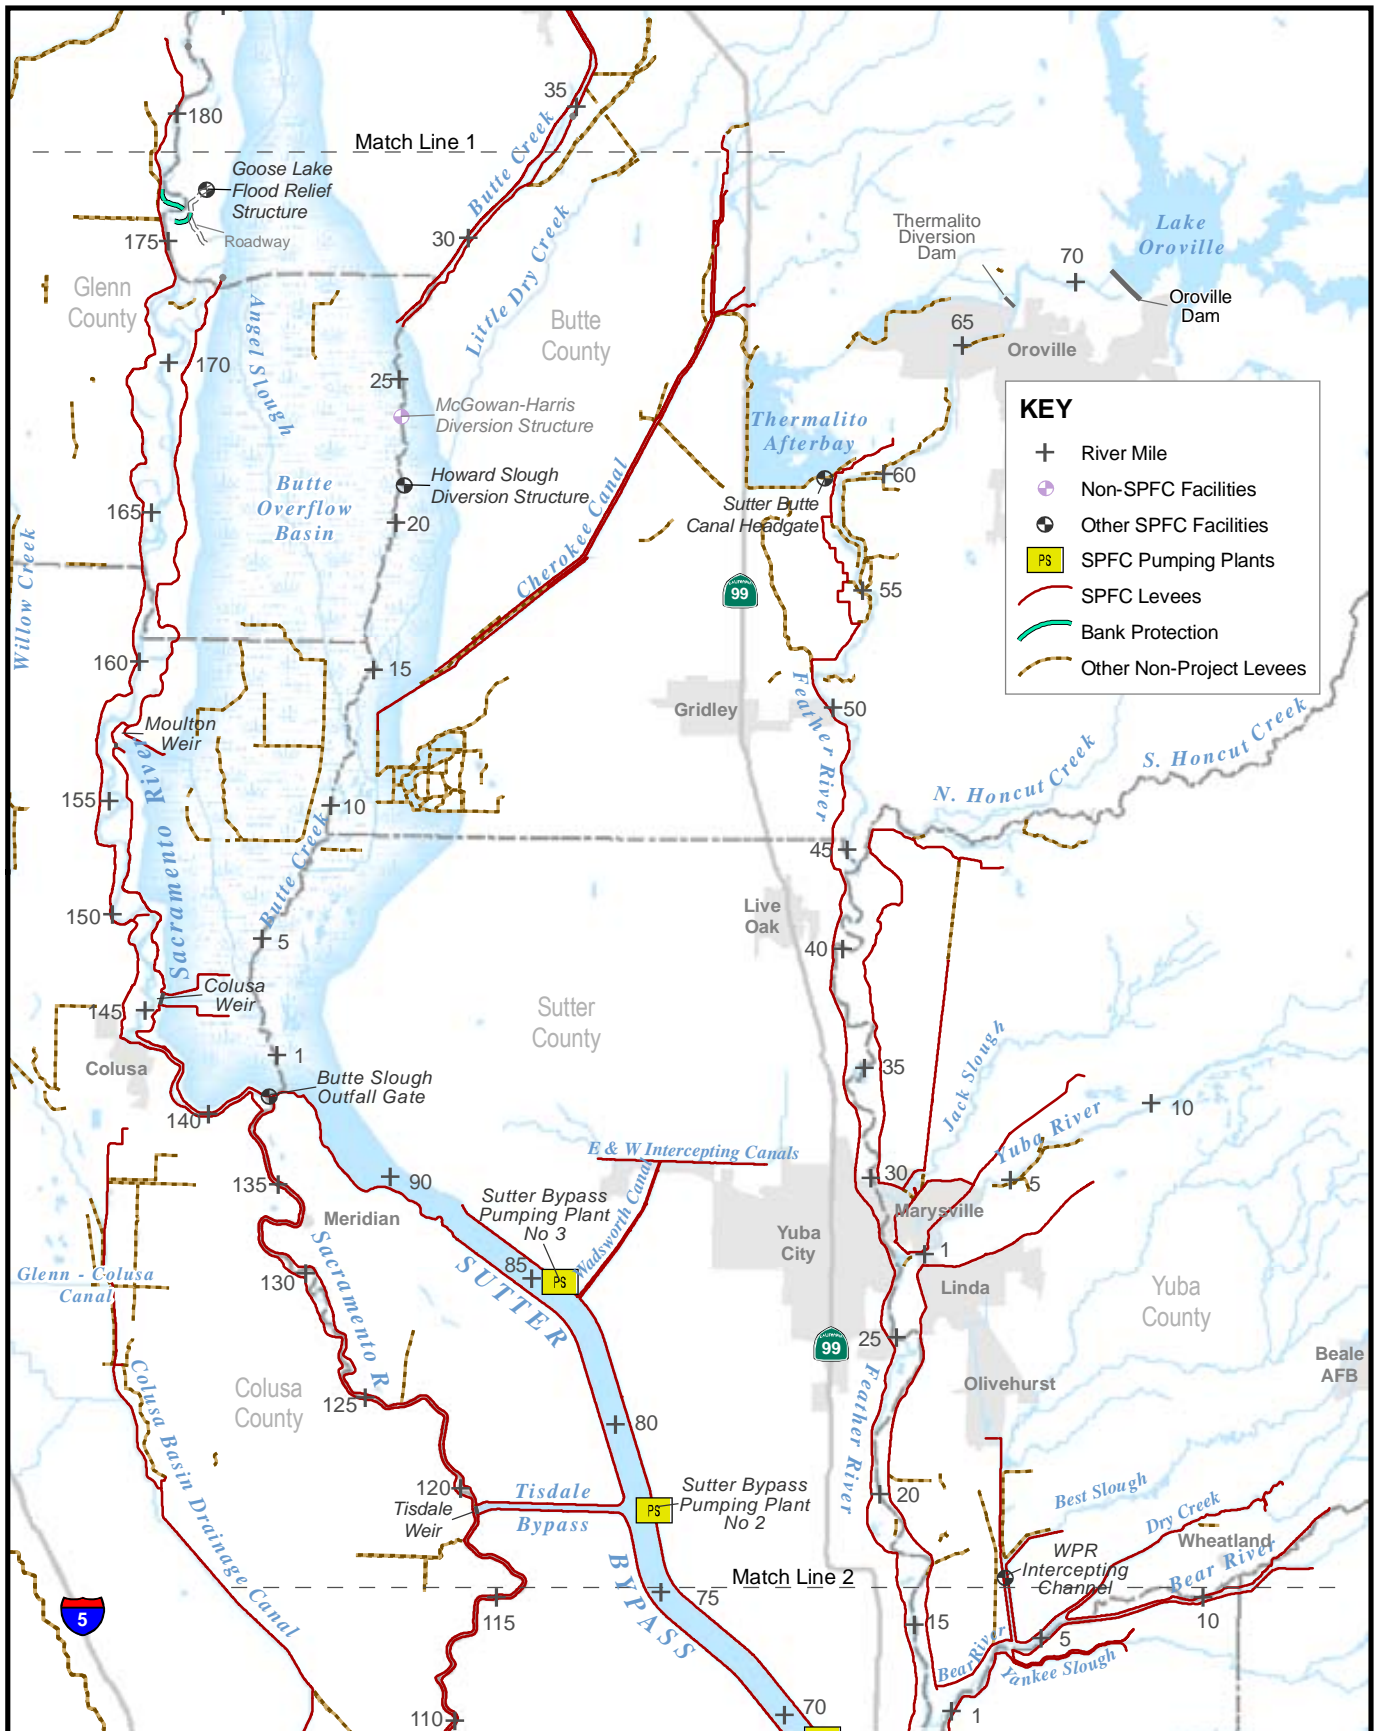 180
Match Line 1
35
Butte Creek
Goose Lake
Flood Relief
Structure
Roadway
175
30
Little Dry Creek
Glenn
County
Angel Slough
Butte
County
Thermalito
Diversion
Dam
Lake
Oroville
70
Oroville
Dam
65
Oroville
170
25
McGowan-Harris
Diversion Structure
Howard Slough
Diversion Structure
Butte
Overflow
Basin
20
165
Willow Creek
Cherokee Canal
Thermalito
Afterbay
Sutter Butte
Canal Headgate
60
55
99
KEY
River Mile
Non-SPFC Facilities
Other SPFC Facilities
PS
SPFC Pumping Plants
SPFC Levees
Bank Protection
Other Non-Project Levees
160
15
Moulton
Weir
Gridley
50
Feather River
155
Sacramento River
10
Butte Creek
N. Honcut Creek
S. Honcut Creek
45
150
5
Live
Oak
40
Colusa
Weir
145
Sutter
County
Colusa
1
Butte Slough
Outfall Gate
140
35
Jack Slough
Yuba River
10
E & W Intercepting Canals
135
90
Meridian
Sutter Bypass
Pumping Plant
No 3
Wadsworth Canal
30
5
Marysville
Yuba
City
1
85
PS
Glenn - Colusa
Canal
130
Sacramento R
SUTTER
Linda
Yuba
County
99
25
Beale
AFB
Colusa Basin Drainage Canal
Colusa
County
125
Olivehurst
Feather River
80
120
Tisdale
Weir
Tisdale
Bypass
PS
Sutter Bypass
Pumping Plant
No 2
20
Best Slough
Dry Creek
Wheatland
WPR
Intercepting
Channel
Bear River
BYPASS
Match Line 2
5
115
75
15
Bear River
5
10
Yankee Slough
110
70
1